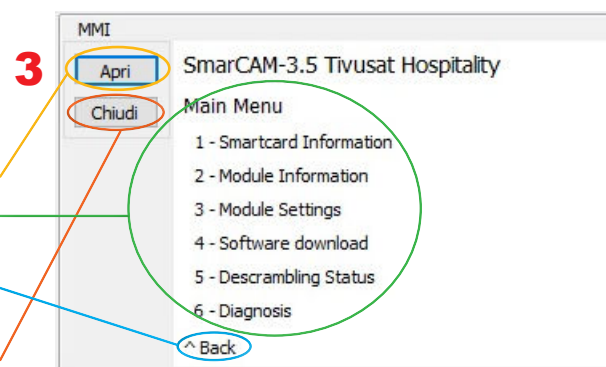 MMI
3
Apri
SmarCAM-3.5 Tivusat Hospitality
Chiudi
Main Menu
1 - Smartcard Information
2 - Module Information
3 - Module Settings
4 - Software download
5 - Descrambling Status
6 - Diagnosis
^ Back